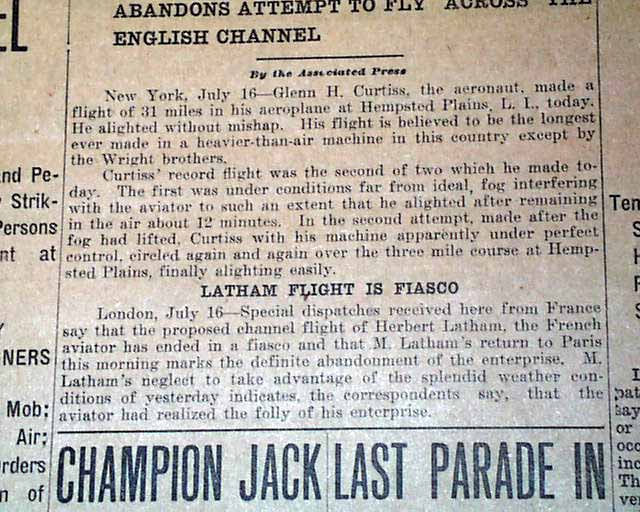 EL
ABANDONS ATTEMPT TO FLY ACROSS THE
ENGLISH CHANNEL
By the Associated Press
New York, July 16—Glenn H. Curtiss, the aeronaut, made a
flight of 31 miles in his aeroplane at Hempsted Plains, L. I., today.
He alighted without mishap. His flight is believed to be the longest
ever made in a heavier-than-air machine in this country except by
the Wright brothers.
Curtiss' record flight was the second of two which he made to-
day. The first was under conditions far from ideal, fog interfering
with the aviator to such an extent that he alighted after remaining
in the air about 12 minutes. In the second attempt, made after the
fog had lifted, Curtiss with his machine apparently under perfect
control, circled again and again over the three mile course at Hemp-
sted Plains, finally alighting easily.
LATHAM FLIGHT IS FIASCO
London, July 16—Special dispatches received here from France
say that the proposed channel flight of Herbert Latham, the French
aviator has ended in a fiasco and that M. Latham's return to Paris
this morning marks the definite abandonment of the enterprise. M.
Latham's neglect to take advantage of the splendid weather con-
ditions of yesterday indicates, the correspondents say, that the
aviator had realized the folly of his enterprise.
CHAMPION JACK
LAST PARADE IN
nd Pe-
Strik-
Persons
nt at
NERS
Mob;
Air;
rders
n of
Tem
S
H
H
F
S
I
pat
say
or
occ
inc
Th
ver